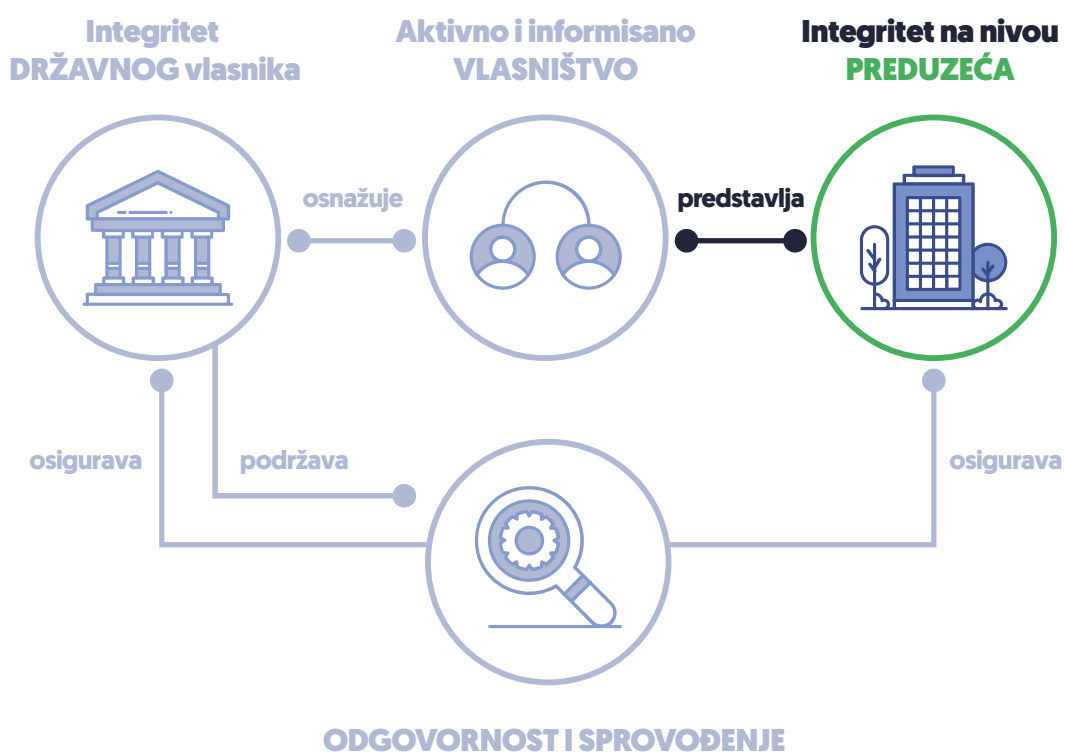 Integritet
DRŽAVNOG vlasnika
Aktivno i informisano
VLASNIŠTVO
Integritet na nivou
PREDUZEĆA
osnažuje
predstavlja
osigurava
podržava
osigurava
ODGOVORNOST I SPROVOĐENJE